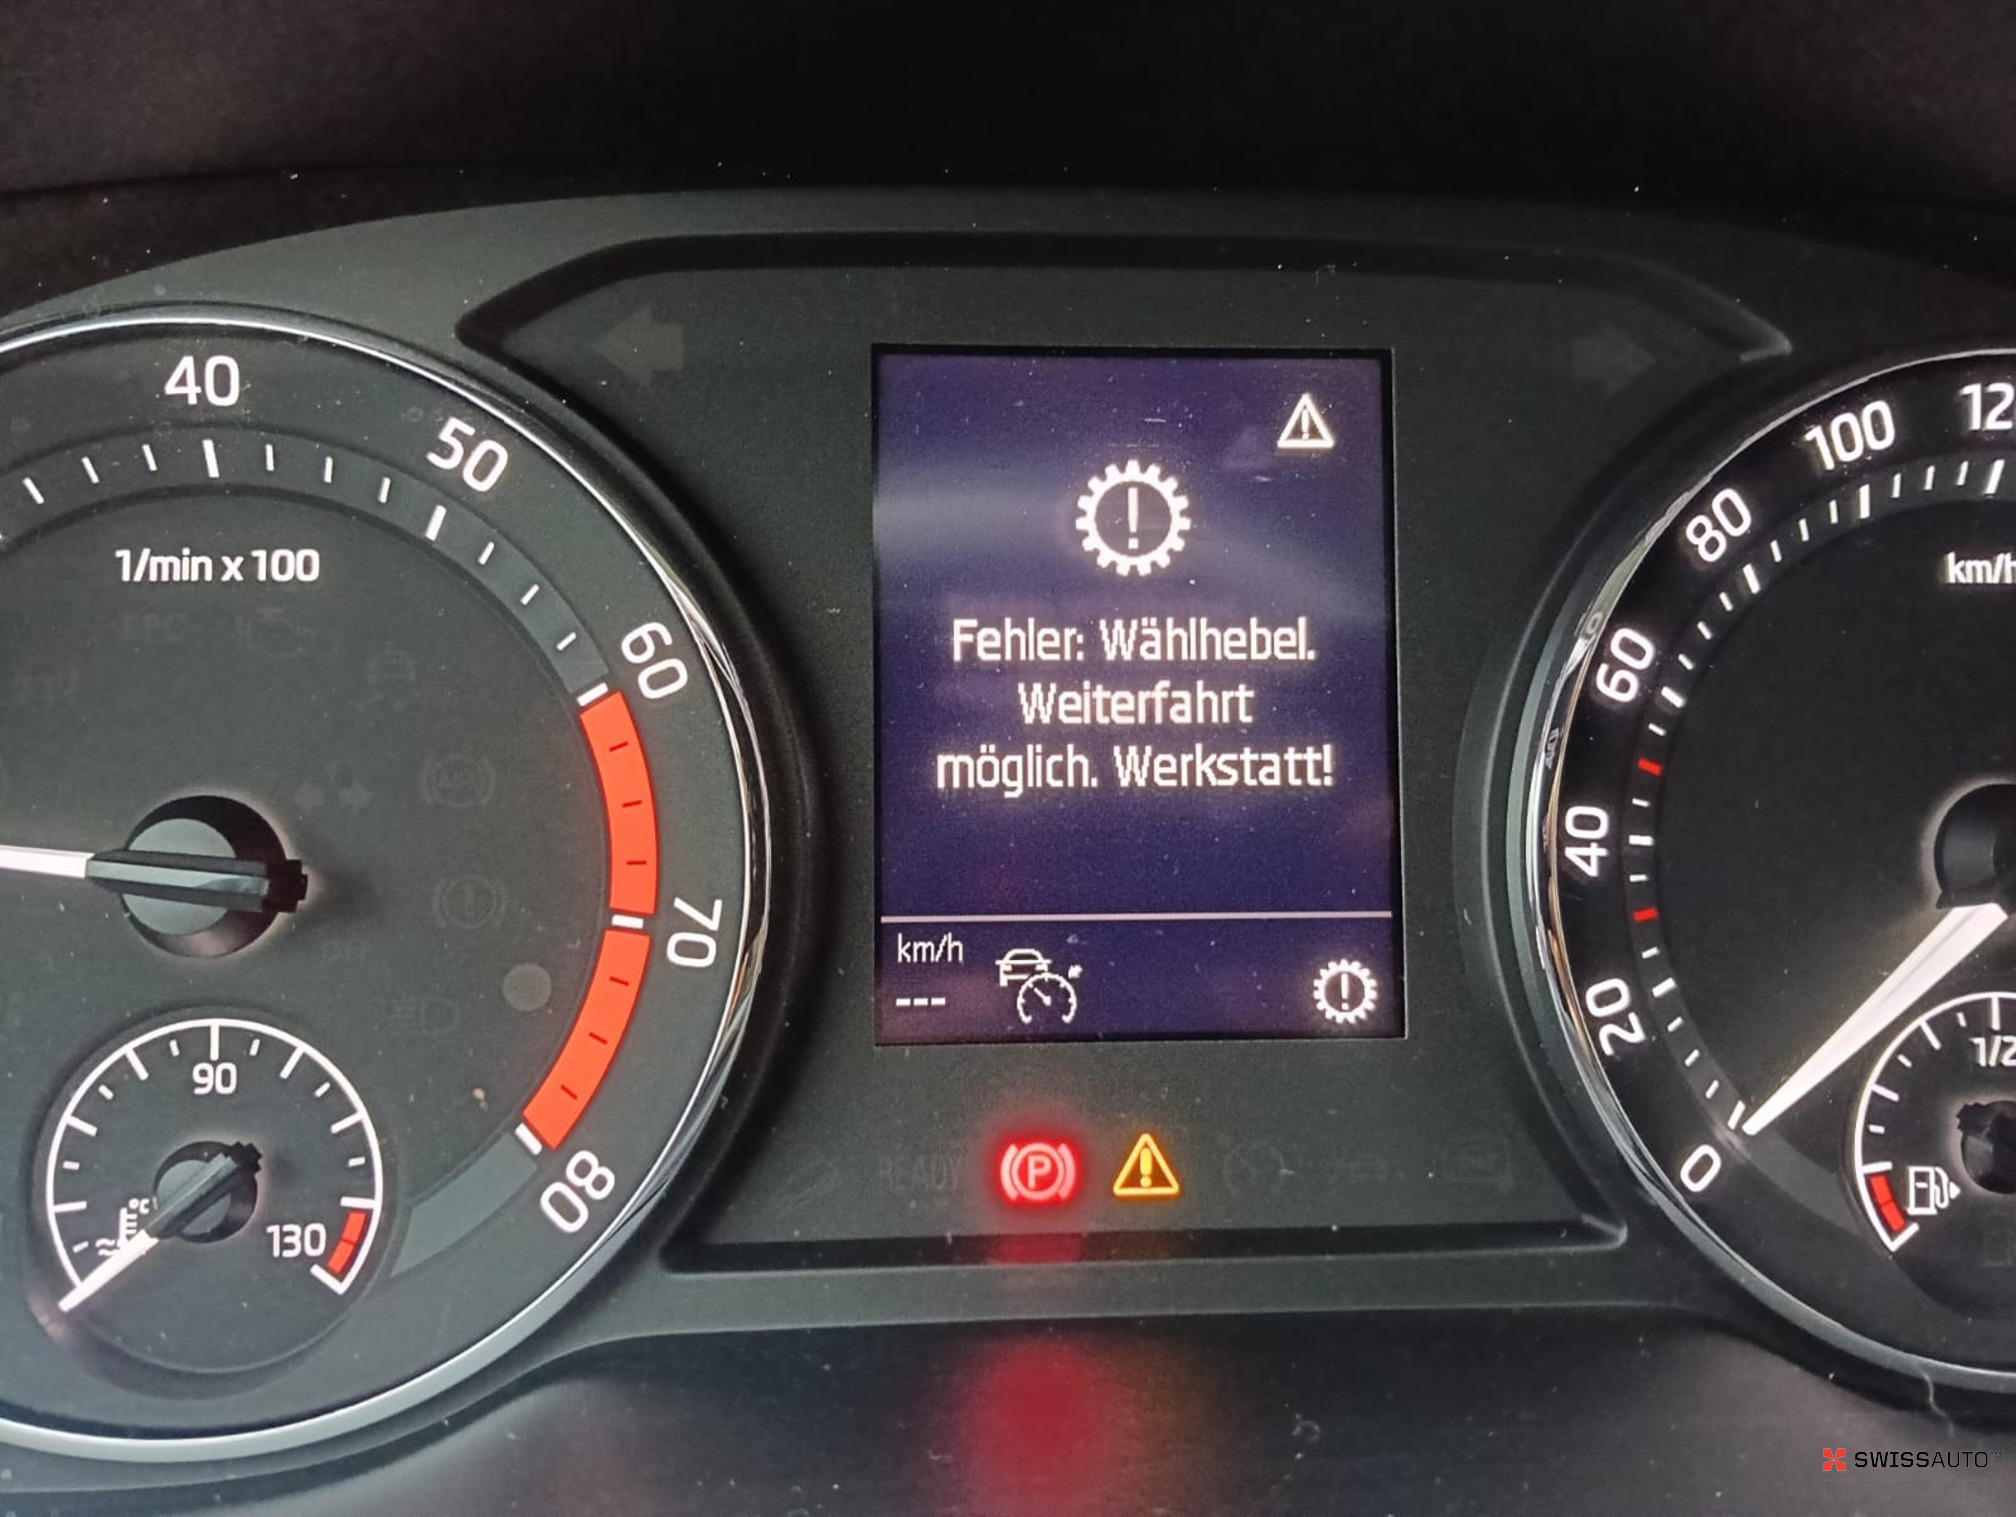 40
50
60
70
80
1/min x 100
90
130
°C
Fehler: Wählhebel.
Weiterfahrt
möglich. Werkstatt!
km/h
---
P
READY
0
20
40
60
80
100
km/h
1/2
SWISSAUTO